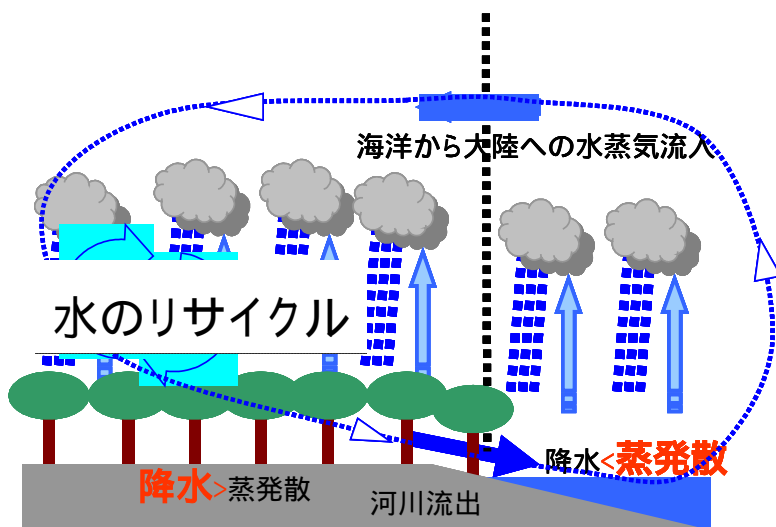 海洋から大陸への水蒸気流入
水のリサイクル
降水<蒸発散
降水>蒸発散
河川流出